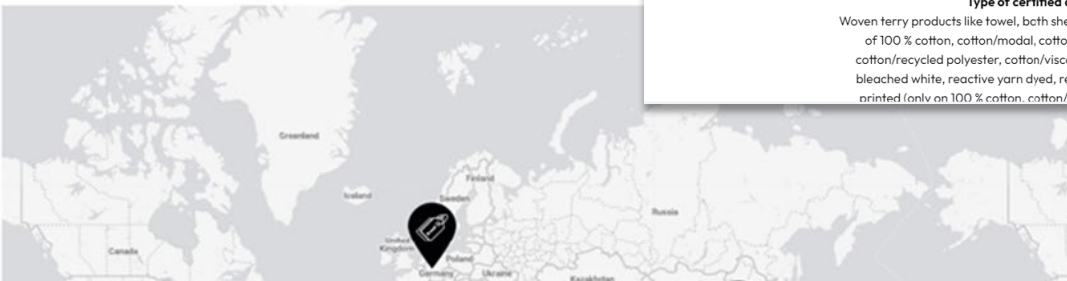 Type of certified
Woven terry products like towel, bath she
of 100 % cotton, cotton/modal, cotto
cotton/recycled polyester, cotton/visc
bleached white, reactive yarn dyed, re
printed (only on 100 % cotton, cotton/
Greenland
Iceland
Finland
Sweden
Russia
United
Kingdom
Canada
Poland
Germany
Ukraine
Kazakhstan